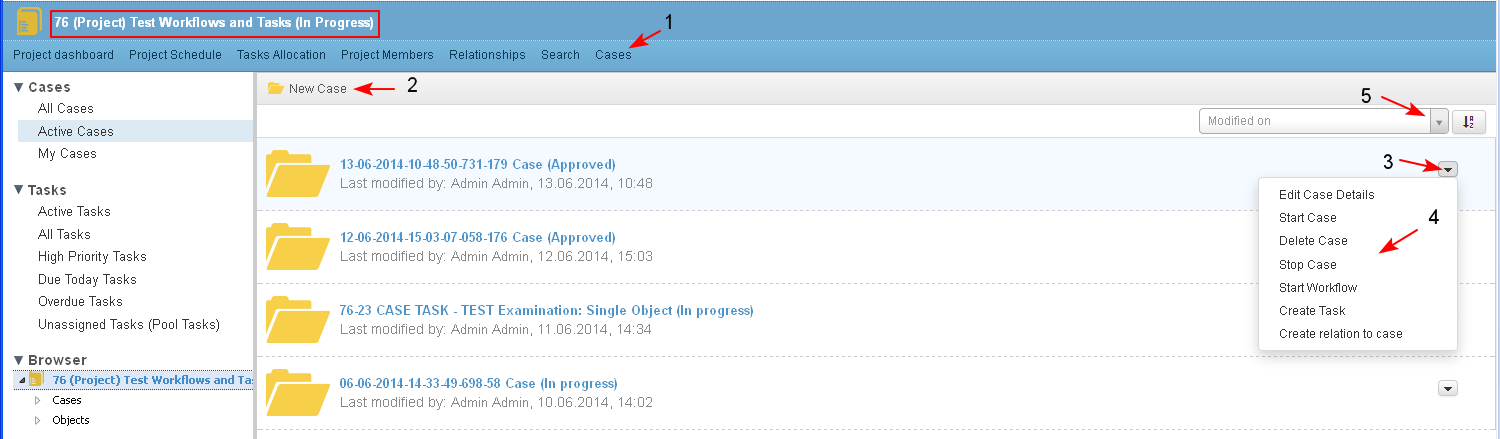 76 (Project) Test Workflows and Tasks (In Progress)
1
Project dashboard Project Schedule Tasks Allocation Project Members Relationships Search Cases
Cases
All Cases
Active Cases
My Cases
Tasks
Active Tasks
All Tasks
High Priority Tasks
Due Today Tasks
Overdue Tasks
Unassigned Tasks (Pool Tasks)
Browser
76 (Project) Test Workflows and Tas
Cases
Objects
New Case 2
5
Modified on
13-06-2014-10-48-50-731-179 Case (Approved)
Last modified by: Admin Admin, 13.06.2014, 10:48
3
12-06-2014-15-03-07-058-176 Case (Approved)
Last modified by: Admin Admin, 12.06.2014, 15:03
76-23 CASE TASK - TEST Examination: Single Object (In progress)
Last modified by: Admin Admin, 11.06.2014, 14:34
06-06-2014-14-33-49-698-58 Case (In progress)
Last modified by: Admin Admin, 10.06.2014, 14:02
Edit Case Details
Start Case
4
Delete Case
Stop Case
Start Workflow
Create Task
Create relation to case